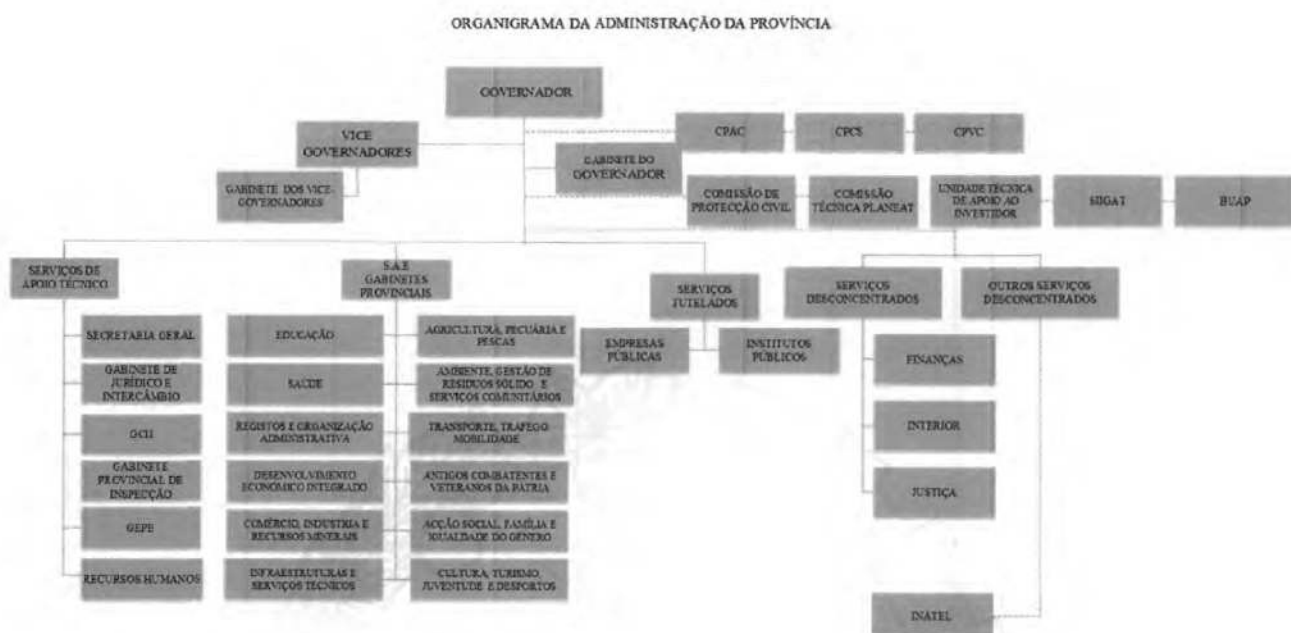 ORGANIGRAMA DA ADMINISTRAÇÃO DA PROVÍNCIA
GOVERNADOR
VICE
GOVERNADORES
GABINETE DOS VICE-
GOVERNADORES
GABINETE DO
GOVERNADOR
CPAC
CPCS
CPVC
COMISSÃO DE
PROTECÇÃO CIVIL
COMISSÃO
TÉCNICA PLANEAT
UNIDADE TÉCNICA
DE APOIO AO
INVESTIDOR
BUAP
SERVIÇOS DE
APOIO TÉCNICO
S.A.E
GABINETES
PROVINCIAIS
SERVIÇOS
TUTELADOS
SERVIÇOS
DESCONCENTRADOS
OUTROS SERVIÇOS
DESCONCENTRADOS
SECRETARIA GERAL
GABINETE DE
JURÍDICO E
INTERCÂMBIO
GABINETE
PROVINCIAL DE
INSPECÇÃO
GEPE
RECURSOS HUMANOS
EDUCAÇÃO
SAÚDE
REGISTOS E ORGANIZAÇÃO
ADMINISTRATIVA
DESENVOLVIMENTO
ECONÓMICO INTEGRADO
COMÉRCIO, INDUSTRIA E
RECURSOS MINERAIS
INFRAESTRUTURAS E
SERVIÇOS TÉCNICOS
AGRICULTURA, PECUÁRIA E
PESCAS
AMBIENTE, GESTÃO DE
RESÍDUOS SÓLIDO E
SERVIÇOS COMUNITÁRIOS
TRANSPORTE, TRAFEGO
MOBILIDADE
ANTIGOS COMBATENTES E
VETERANOS DA PÁTRIA
ACÇÃO SOCIAL, FAMÍLIA E
IGUALDADE DO GÉNERO
CULTURA, TURISMO,
JUVENTUDE E DESPORTOS
EMPRESAS
PÚBLICAS
INSTITUTOS
PÚBLICOS
FINANÇAS
INTERIOR
JUSTIÇA
INATEL